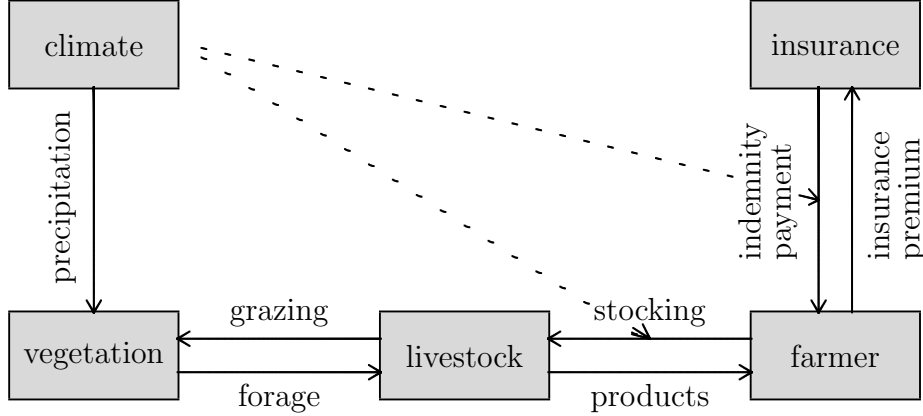 climate
insurance
precipitation
indemnity
payment
insurance
premium
grazing
stocking
vegetation
livestock
farmer
forage
products